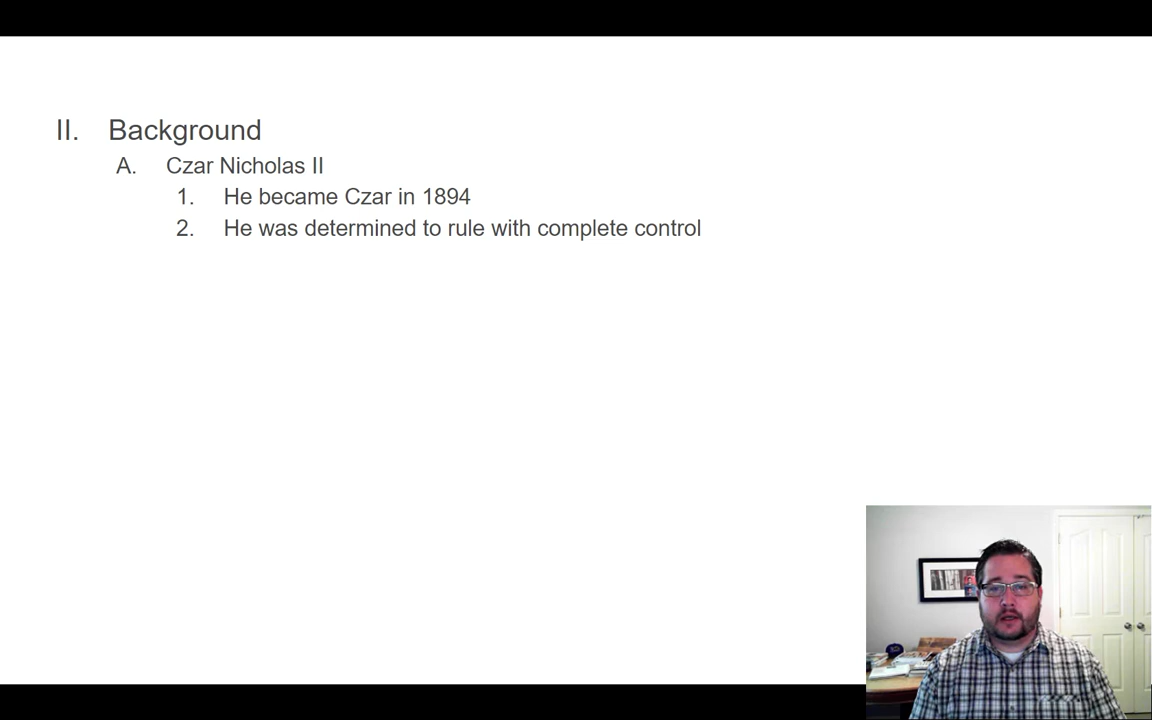 II. Background
A. Czar Nicholas II
1. He became Czar in 1894
2. He was determined to rule with complete control